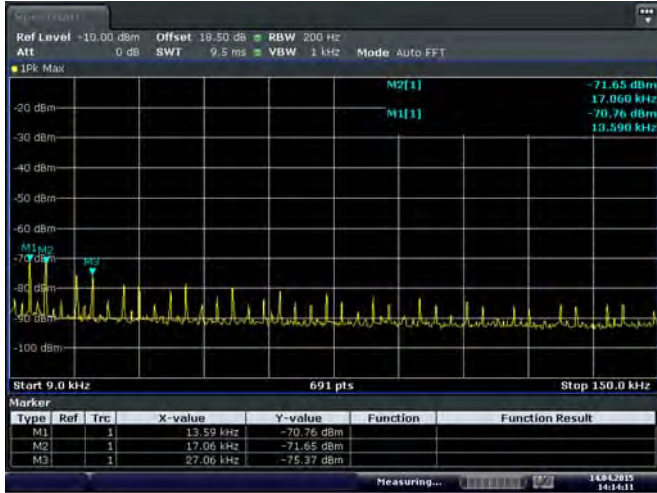 Spectrum
Ref Level -10.00 dBm Offset 18.50 dB RBW 200 Hz
Att 0 dB SWT 9.5 ms VBW 1 kHz Mode Auto FFT
1Pk Max
M2[1] -71.65 dBm
17.060 kHz
M1[1] -70.76 dBm
13.590 kHz
-20 dBm
-30 dBm
-40 dBm
-50 dBm
-60 dBm
M1 M2
-70 dBm
M3
-80 dBm
-90 dBm
-100 dBm
Start 9.0 kHz 691 pts Stop 150.0 kHz
Marker
Type Ref Trc X-value Y-value Function Function Result
M1 1 13.59 kHz -70.76 dBm
M2 1 17.06 kHz -71.65 dBm
M3 1 27.06 kHz -75.37 dBm
Measuring... 14.04.2015
14:14:11